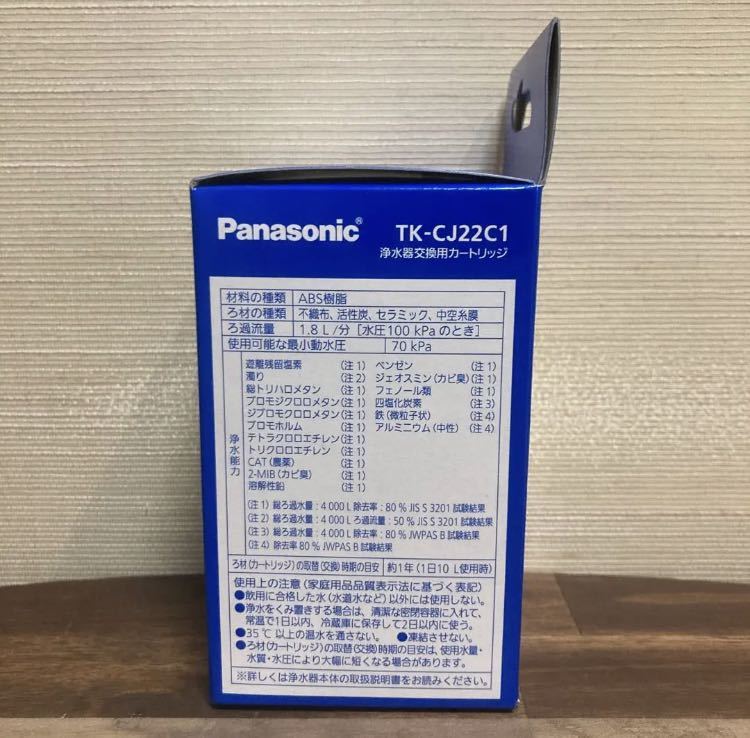 Panasonic® TK-CJ22C1
浄水器交換用カートリッジ
材料の種類 ABS樹脂
ろ材の種類 不織布、活性炭、セラミック、中空糸膜
ろ過流量 1.8 L/分 [水圧100 kPaのとき]
使用可能な最小動水圧 70 kPa
浄水能力
遊離残留塩素 (注1) ベンゼン (注1)
濁り (注2) ジェオスミン(カビ臭) (注1)
総トリハロメタン (注1) フェノール類 (注1)
ブロモジクロロメタン (注1) 四塩化炭素 (注3)
ジブロモクロロメタン (注1) 鉄(微粒子状) (注4)
ブロモホルム (注1) アルミニウム(中性) (注4)
テトラクロロエチレン (注1)
トリクロロエチレン (注1)
CAT(農薬) (注1)
2-MIB(カビ臭) (注1)
溶解性鉛 (注1)
(注1) 総ろ過水量:4 000 L 除去率:80 % JIS S 3201 試験結果
(注2) 総ろ過水量:4 000 L ろ過流量:50 % JIS S 3201 試験結果
(注3) 総ろ過水量:4 000 L 除去率:80 % JWPAS B 試験結果
(注4) 除去率80 % JWPAS B 試験結果
ろ材(カートリッジ)の取替(交換)時期の目安 約1年(1日10 L使用時)
使用上の注意(家庭用品品質表示法に基づく表記)
●飲用に合格した水(水道水など)以外には使用しない。
●浄水をくみ置きする場合は、清潔な密閉容器に入れて、
常温で1日以内、冷蔵庫に保存して2日以内に使う。
●35 ℃以上の温水を通さない。 ●凍結させない。
●ろ材(カートリッジ)の取替(交換)時期の目安は、使用水量・
水質・水圧により大幅に短くなる場合があります。
※詳しくは浄水器本体の取扱説明書をお読みください。